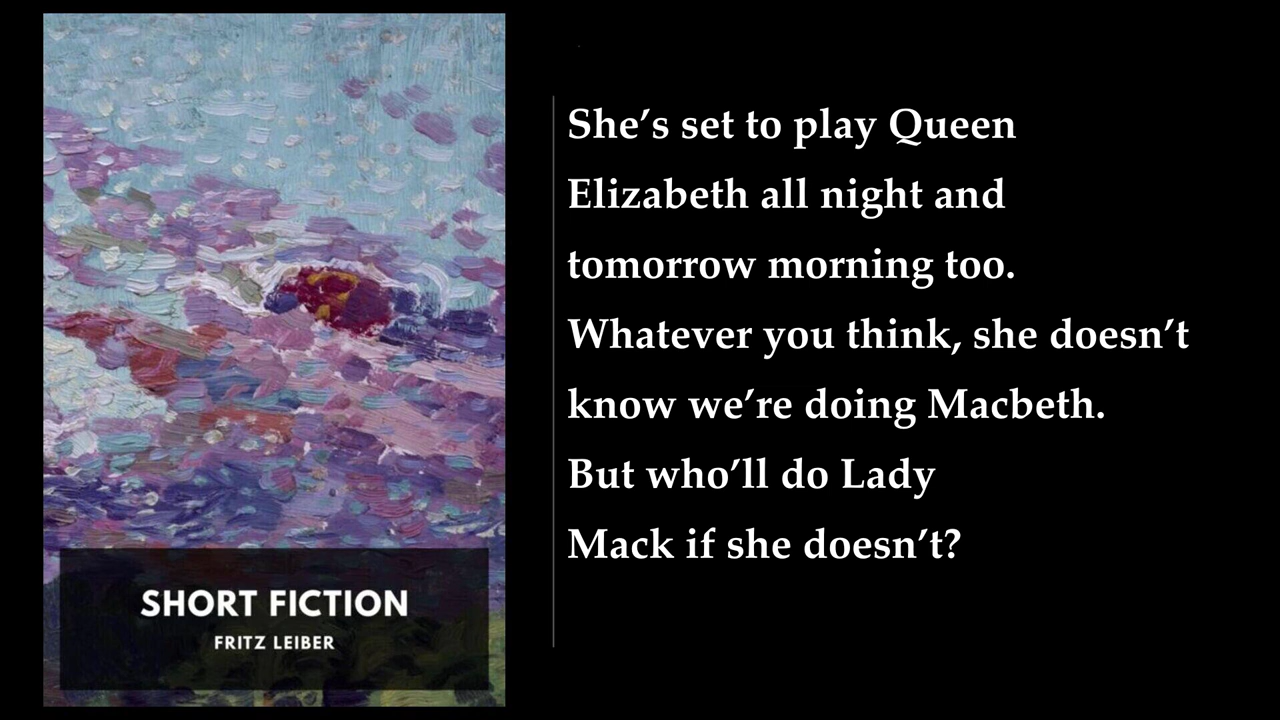 She’s set to play Queen
Elizabeth all night and
tomorrow morning too.
Whatever you think, she doesn’t
know we’re doing Macbeth.
But who’ll do Lady
Mack if she doesn’t?
SHORT FICTION
FRITZ LEIBER